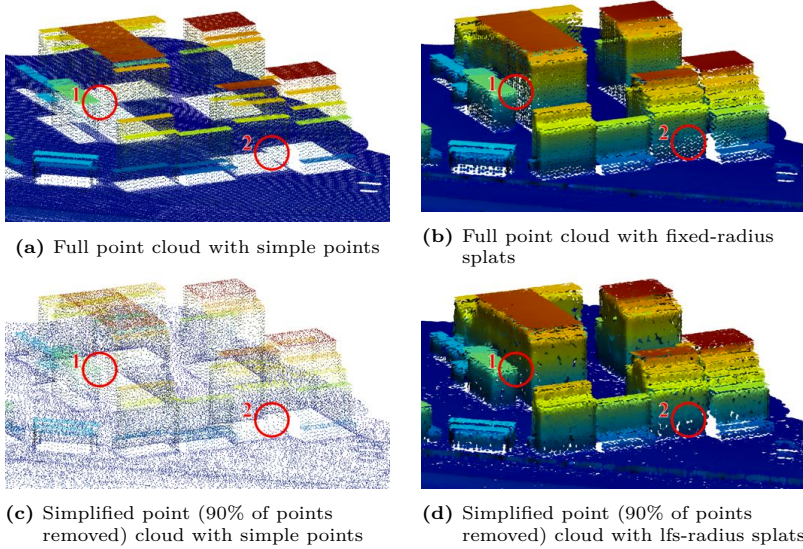 1
2
1
2
(a) Full point cloud with simple points
(b) Full point cloud with fixed-radius
splats
1
2
1
2
(c) Simplified point (90% of points
removed) cloud with simple points
(d) Simplified point (90% of points
removed) cloud with lfs-radius splats